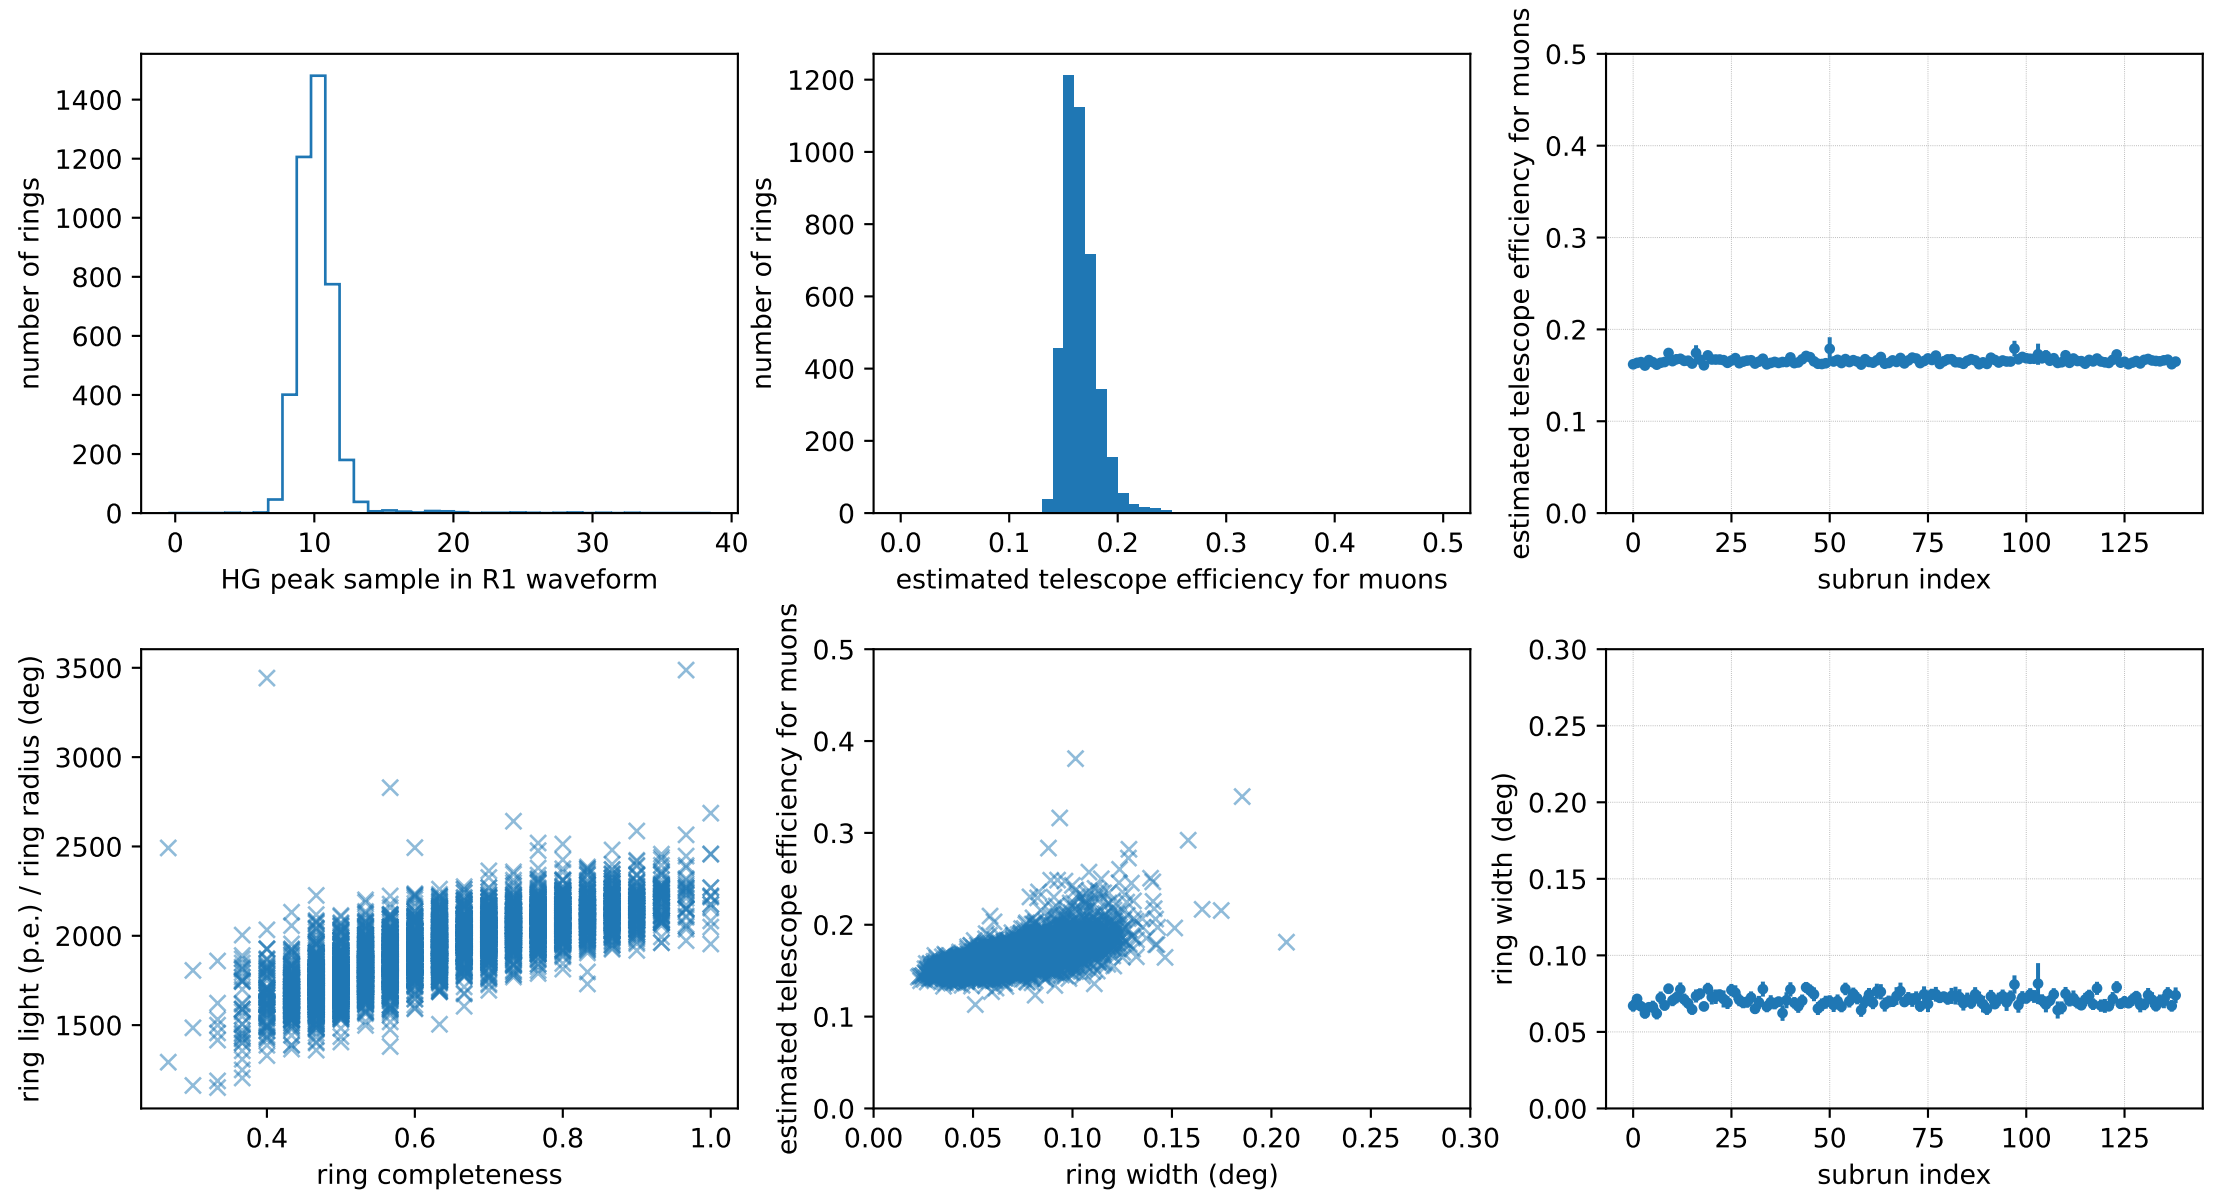 number of rings
1400
1200
1000
800
600
400
200
0
0 10 20 30 40
HG peak sample in R1 waveform
number of rings
1200
1000
800
600
400
200
0
0.0 0.1 0.2 0.3 0.4 0.5
estimated telescope efficiency for muons
estimated telescope efficiency for muons
0.5
0.4
0.3
0.2
0.1
0.0
0 25 50 75 100 125
subrun index
ring light (p.e.) / ring radius (deg)
3500
3000
2500
2000
1500
0.4 0.6 0.8 1.0
ring completeness
estimated telescope efficiency for muons
0.5
0.4
0.3
0.2
0.1
0.0
0.00 0.05 0.10 0.15 0.20 0.25 0.30
ring width (deg)
ring width (deg)
0.30
0.25
0.20
0.15
0.10
0.05
0.00
0 25 50 75 100 125
subrun index